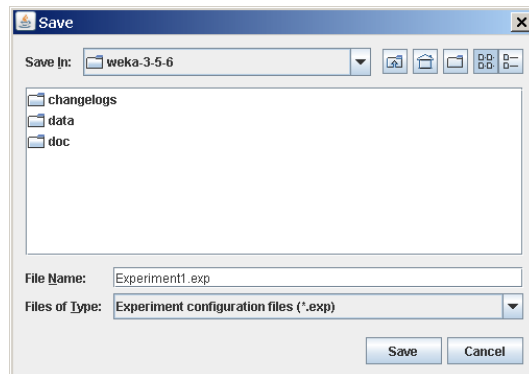 Save
Save In: weka-3-5-6
changelogs
data
doc
File Name: Experiment1.exp
Files of Type: Experiment configuration files (*.exp)
Save Cancel